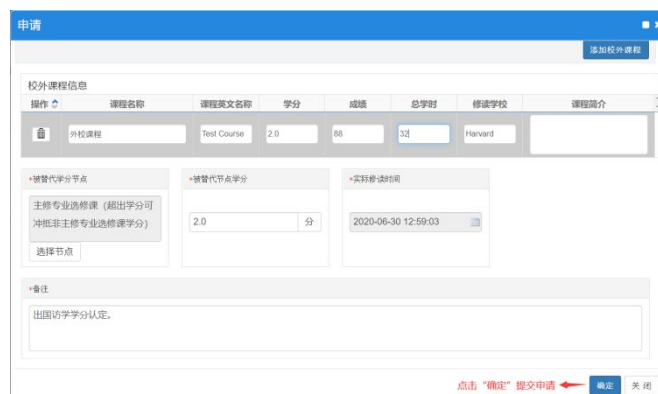 申请
添加校外课程
校外课程信息
操作 课程名称 课程英文名称 学分 成绩 总学时 修读学校 课程简介
外校课程 Test Course 2.0 88 32 Harvard
*被替代学分节点 *被替代节点学分 *实际修读时间
主修专业选修课（超出学分可
冲抵非主修专业选修课学分）
2.0 分 2020-06-30 12:59:03
选择节点
*备注
出国访学学分认定。
点击“确定”提交申请 确定 关闭